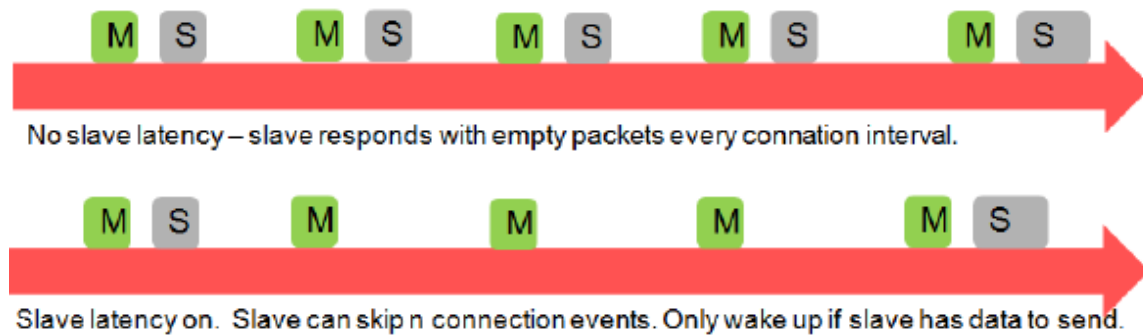 M S M S M S M S M S
No slave latency – slave responds with empty packets every connation interval.
M S M M M M S
Slave latency on. Slave can skip n connection events. Only wake up if slave has data to send.